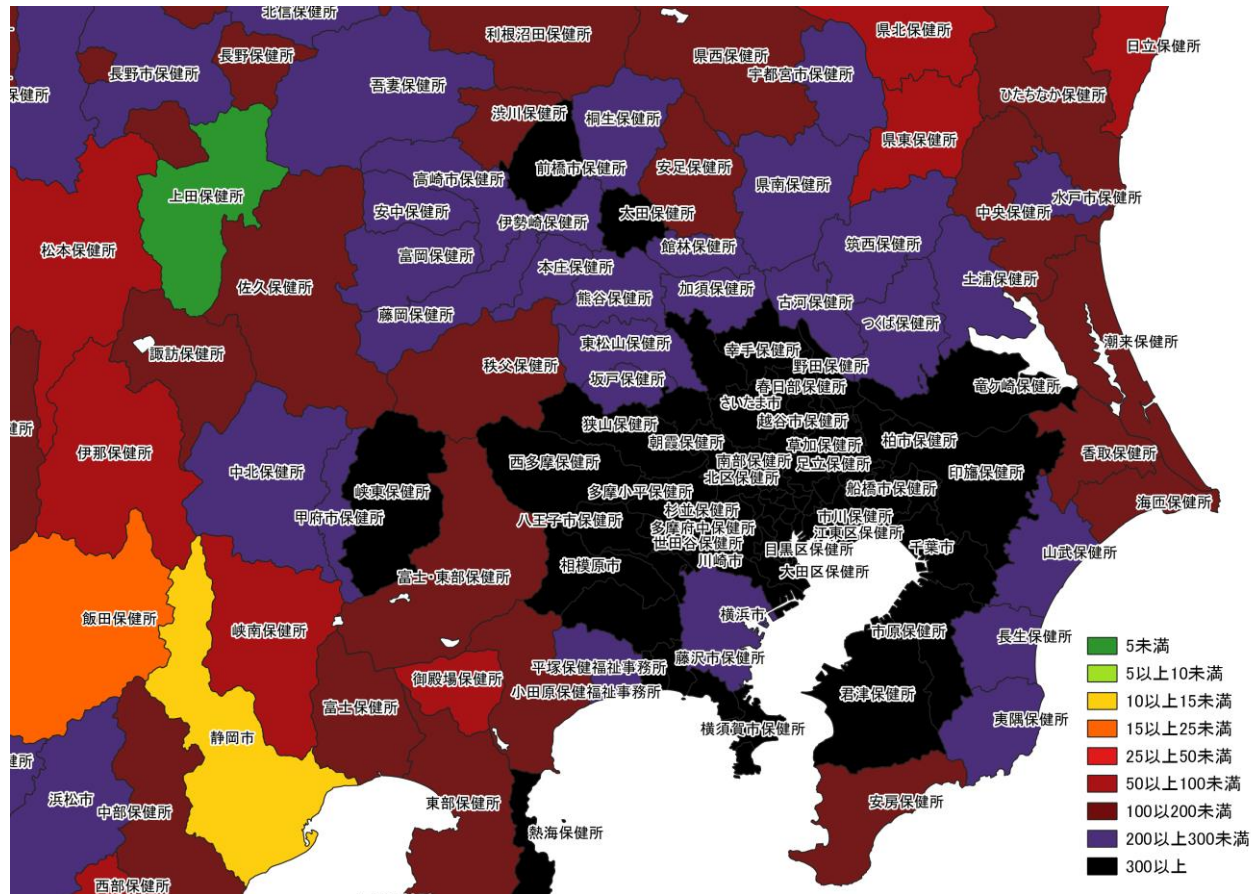 北信保健所
利根沼田保健所
県北保健所
日立保健所
長野保健所
長野市保健所
県西保健所
宇都宮市保健所
吾妻保健所
保健所
ひたちなか保健所
渋川保健所
桐生保健所
県東保健所
前橋市保健所
安足保健所
高崎市保健所
県南保健所
上田保健所
水戸市保健所
安中保健所
太田保健所
中央保健所
伊勢崎保健所
松本保健所
富岡保健所
館林保健所
筑西保健所
本庄保健所
土浦保健所
佐久保健所
熊谷保健所
加須保健所
古河保健所
藤岡保健所
つくば保健所
東松山保健所
幸手保健所
潮来保健所
諏訪保健所
秩父保健所
野田保健所
坂戸保健所
春日部保健所
竜ケ崎保健所
さいたま市
狭山保健所
越谷市保健所
健所
朝霞保健所
草加保健所
柏市保健所
伊那保健所
西多摩保健所
南部保健所
足立保健所
香取保健所
中北保健所
北区保健所
印旛保健所
峡東保健所
多摩小平保健所
船橋市保健所
海匝保健所
甲府市保健所
八王子市保健所
杉並保健所
市川保健所
多摩府中保健所
江東区保健所
世田谷保健所
目黒区保健所
千葉市
山武保健所
相模原市
川崎市
大田区保健所
富士・東部保健所
飯田保健所
横浜市
峡南保健所
市原保健所
長生保健所
藤沢市保健所
平塚保健福祉事務所
御殿場保健所
小田原保健福祉事務所
君津保健所
富士保健所
夷隅保健所
静岡市
横須賀市保健所
健所
浜松市
中部保健所
東部保健所
安房保健所
熱海保健所
西部保健所
5未満
5以上10未満
10以上15未満
15以上25未満
25以上50未満
50以上100未満
100以200未満
200以上300未満
300以上